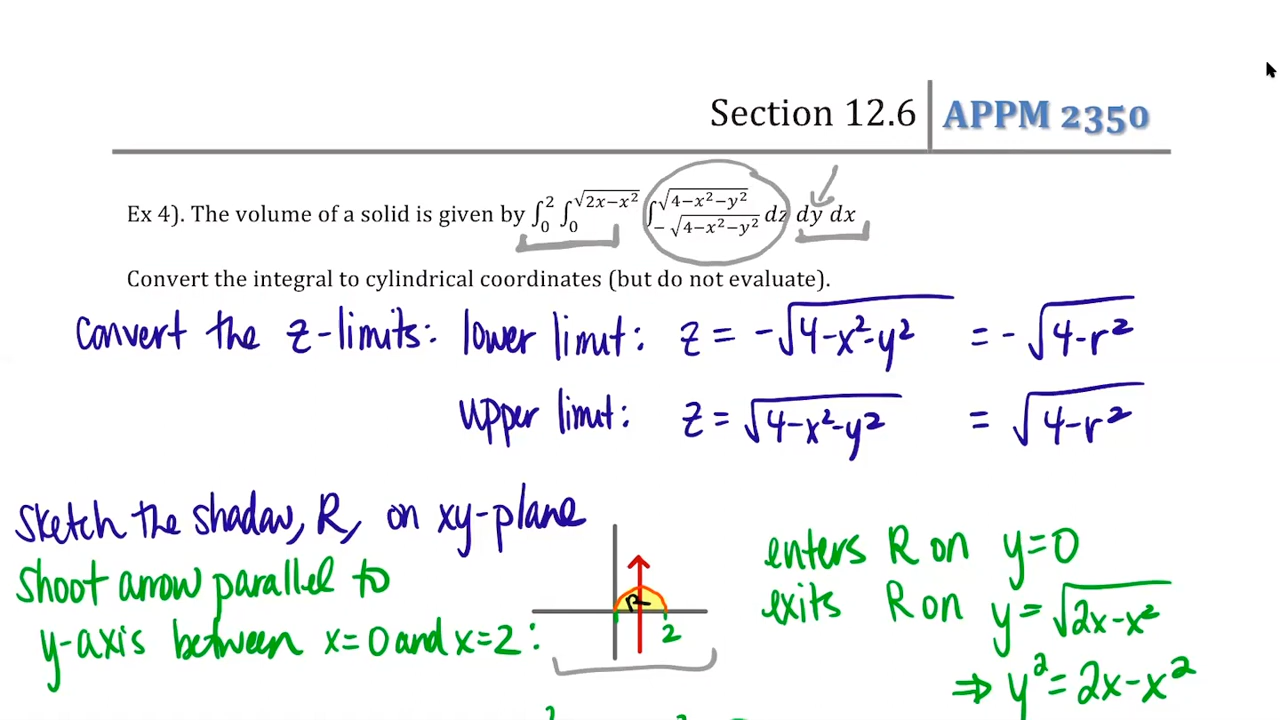 Section 12.6 APPM 2350
Ex 4). The volume of a solid is given by ∫₀² ∫₀^√(2x−x²) ∫_{−√(4−x²−y²)}^{√(4−x²−y²)} dz dy dx
Convert the integral to cylindrical coordinates (but do not evaluate).
Convert the z-limits: lower limit: z = -√(4-x²-y²) = -√(4-r²)
upper limit: z = √(4-x²-y²) = √(4-r²)
Sketch the shadow, R, on xy-plane
Shoot arrow parallel to
y-axis between x=0 and x=2:
R
2
enters R on y=0
exits R on y=√(2x-x²)
⇒ y²=2x-x²